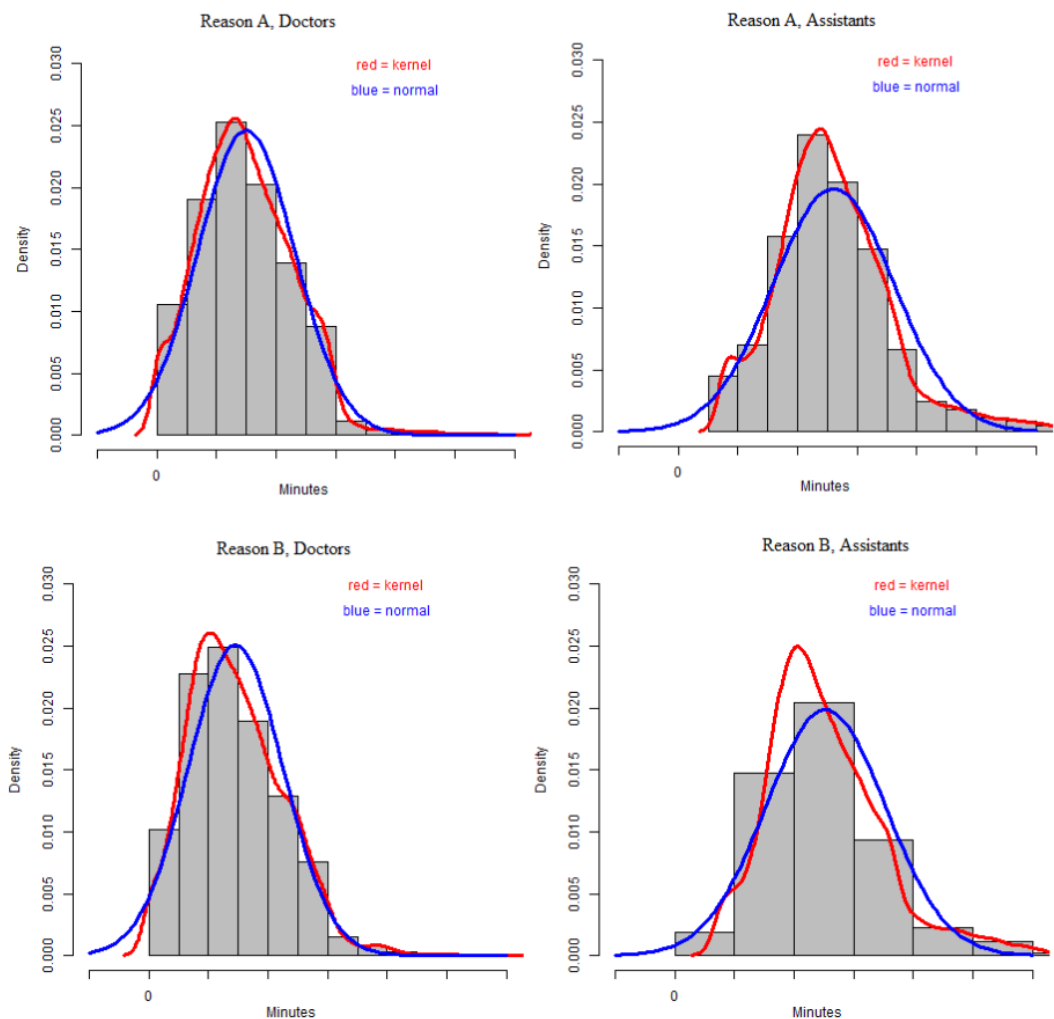 Reason A, Doctors
red = kernel
blue = normal
Density
0.000
0.005
0.010
0.015
0.020
0.025
0.030
0
Minutes
Reason A, Assistants
red = kernel
blue = normal
Density
0.000
0.005
0.010
0.015
0.020
0.025
0.030
0
Minutes
Reason B, Doctors
red = kernel
blue = normal
Density
0.000
0.005
0.010
0.015
0.020
0.025
0.030
0
Minutes
Reason B, Assistants
red = kernel
blue = normal
Density
0.000
0.005
0.010
0.015
0.020
0.025
0.030
0
Minutes